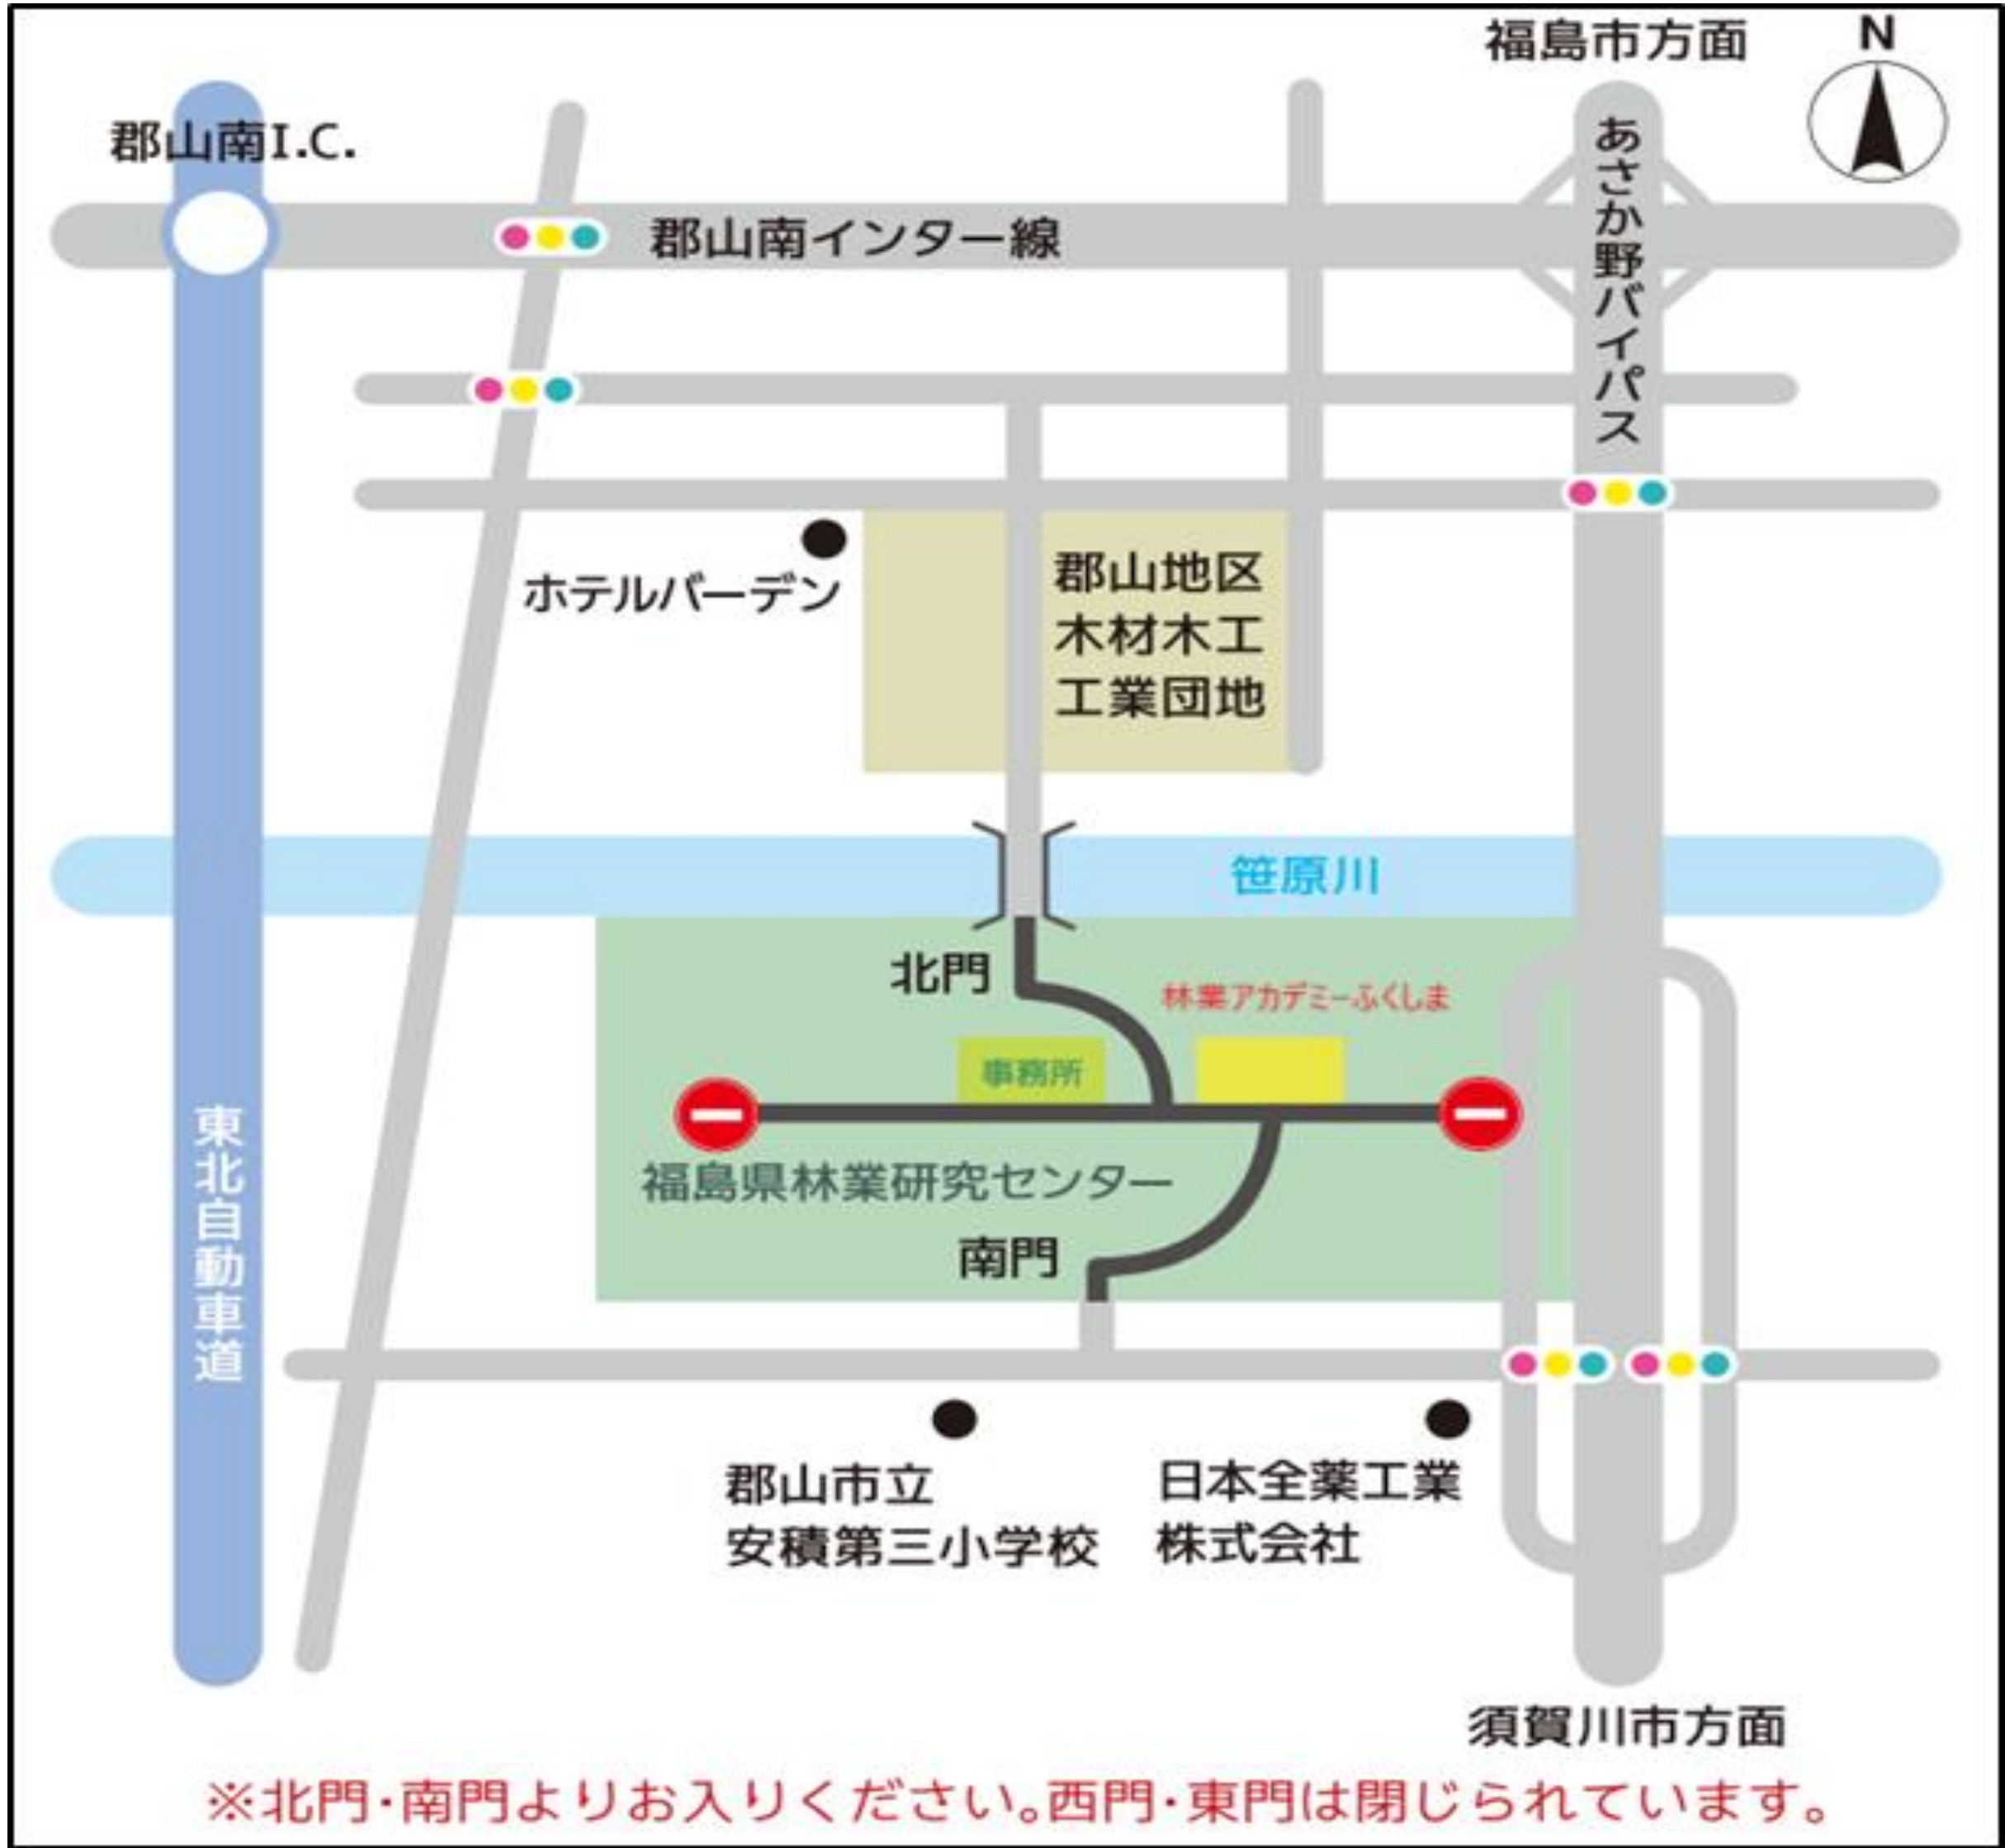 福島市方面
N
郡山南I.C.
あさか野バイパス
郡山南インター線
ホテルバーデン
郡山地区
木材木工
工業団地
笹原川
北門
林業アカデミーふくしま
事務所
福島県林業研究センター
南門
東北自動車道
郡山市立
安積第三小学校
日本全薬工業
株式会社
須賀川市方面
※北門・南門よりお入りください。西門・東門は閉じられています。